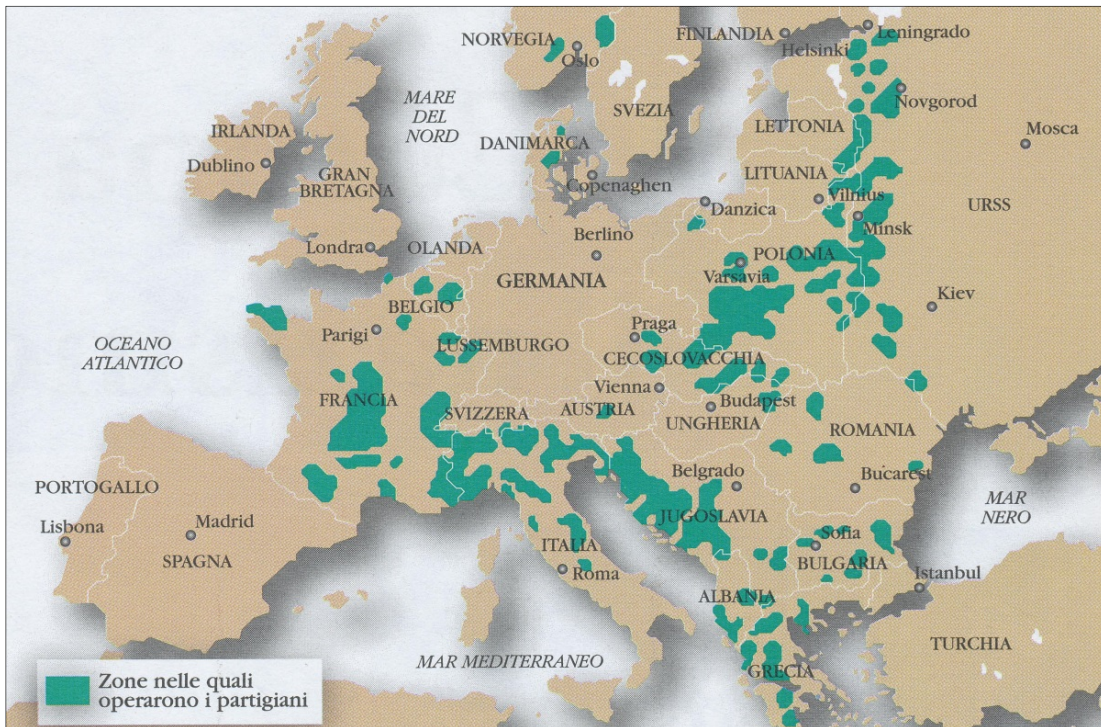 NORVEGIA
Oslo
FINLANDIA
Helsinki
Leningrado
Novgorod
MARE
DEL
NORD
SVEZIA
LETTONIA
Mosca
IRLANDA
Dublino
GRAN
BRETAGNA
DANIMARCA
Copenaghen
LITUANIA
Vilnius
Danzica
Minsk
URSS
Londra
OLANDA
Berlino
GERMANIA
POLONIA
Varsavia
BELGIO
Kiev
OCEANO
ATLANTICO
Parigi
LUSSEMBURGO
Praga
CECOSLOVACCHIA
FRANCIA
SVIZZERA
Vienna
AUSTRIA
Budapest
UNGHERIA
ROMANIA
PORTOGALLO
Belgrado
Bucarest
MAR
NERO
Lisbona
Madrid
SPAGNA
JUGOSLAVIA
ITALIA
Roma
Sofia
BULGARIA
Istanbul
ALBANIA
TURCHIA
MAR MEDITERRANEO
GRECIA
Zone nelle quali
operarono i partigiani